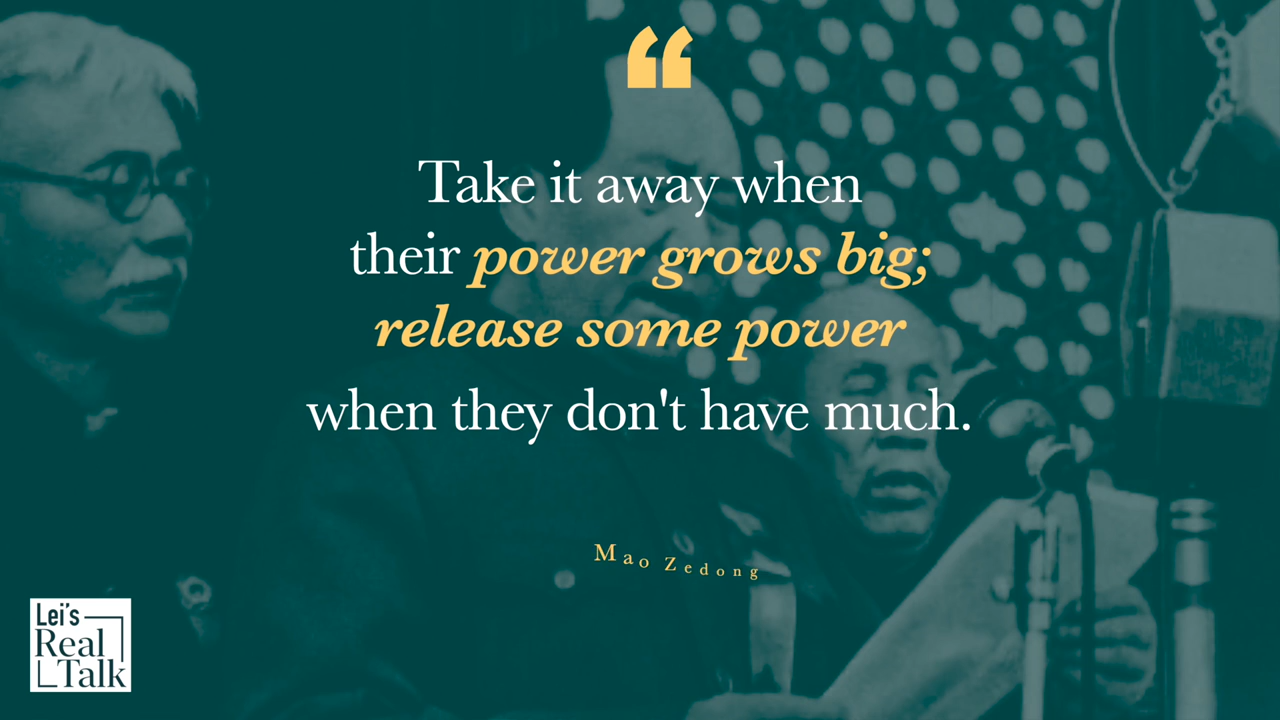 “
Take it away when
their power grows big;
release some power
when they don't have much.
Mao Zedong
Lei's
Real
Talk